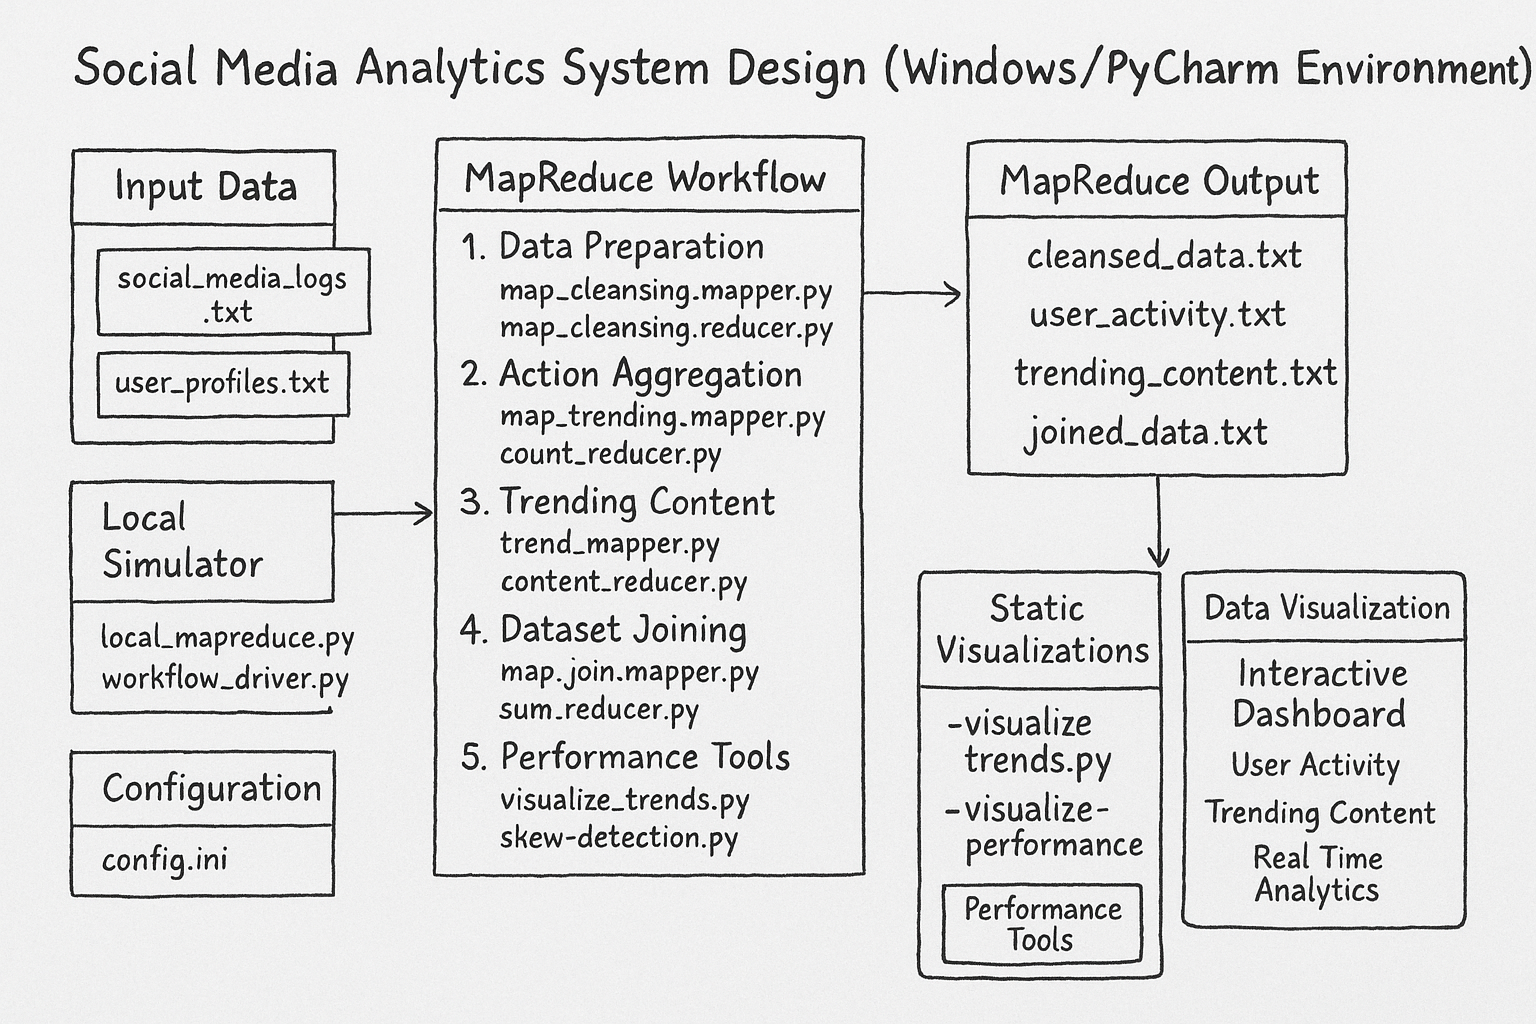 Social Media Analytics System Design (Windows/PyCharm Environment)
Input Data
social_media_logs
.txt
user_profiles.txt
Local
Simulator
local_mapreduce.py
workflow_driver.py
Configuration
config.ini
MapReduce Workflow
1. Data Preparation
map_cleansing.mapper.py
map_cleansing.reducer.py
2. Action Aggregation
map_trending.mapper.py
count_reducer.py
3. Trending Content
trend_mapper.py
content_reducer.py
4. Dataset Joining
map.join.mapper.py
sum_reducer.py
5. Performance Tools
visualize_trends.py
skew-detection.py
MapReduce Output
cleansed_data.txt
user_activity.txt
trending_content.txt
joined_data.txt
Static
Visualizations
-visualize
trends.py
-visualize-
performance
Performance
Tools
Data Visualization
Interactive
Dashboard
User Activity
Trending Content
Real Time
Analytics